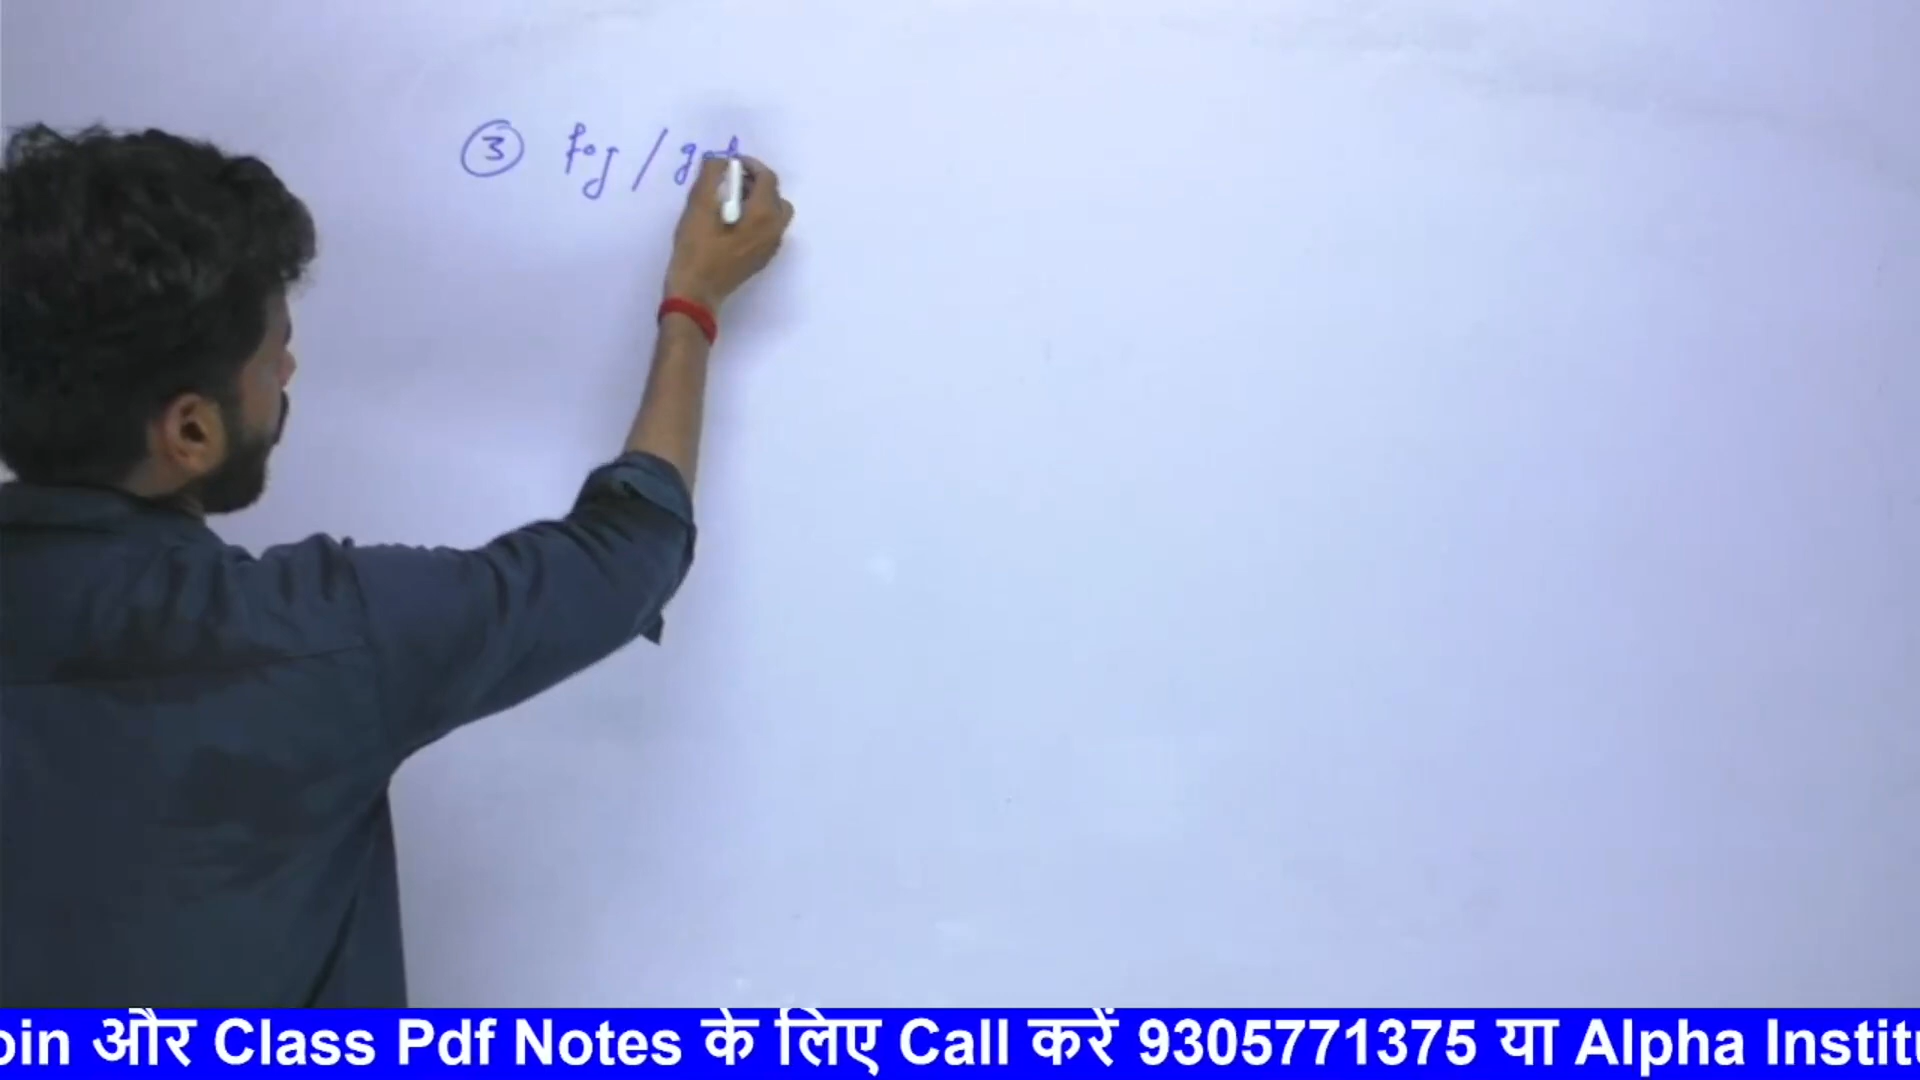 ③ fog / gof
oin और Class Pdf Notes के लिए Call करें 9305771375 या Alpha Institu